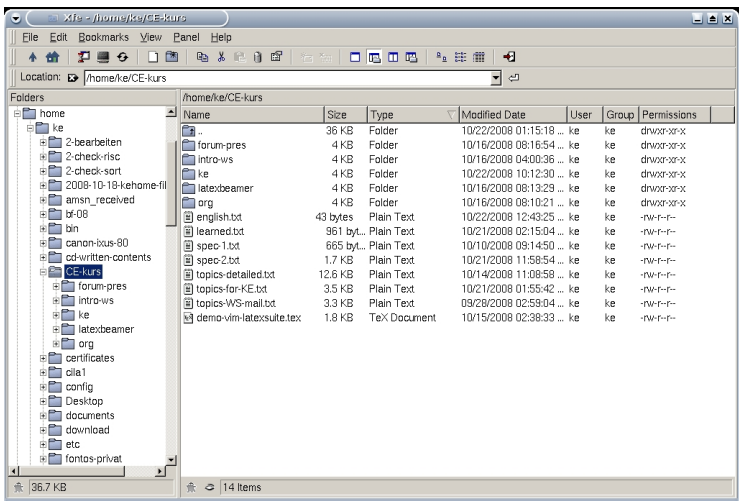 Xfe - /home/ke/CE-kurs
File Edit Bookmarks View Panel Help
Location: /home/ke/CE-kurs
Folders
home
ke
2-bearbeiten
2-check-risc
2-check-sort
2008-10-18-kehome-fil
amsn_received
bf-08
bin
canon-ixus-80
cd-written-contents
CE-kurs
forum-pres
intro-ws
ke
latexbeamer
org
certificates
cilla1
config
Desktop
documents
download
etc
fontos-privat
36.7 KB
/home/ke/CE-kurs
Name Size Type Modified Date User Group Permissions
.. 36 KB Folder 10/22/2008 01:15:18 ... ke ke drwxr-xr-x
forum-pres 4 KB Folder 10/16/2008 08:16:54 ... ke ke drwxr-xr-x
intro-ws 4 KB Folder 10/16/2008 04:00:36 ... ke ke drwxr-xr-x
ke 4 KB Folder 10/22/2008 10:12:30 ... ke ke drwxr-xr-x
latexbeamer 4 KB Folder 10/16/2008 08:13:29 ... ke ke drwxr-xr-x
org 4 KB Folder 10/16/2008 08:10:21 ... ke ke drwxr-xr-x
english.txt 43 bytes Plain Text 10/22/2008 12:43:25 ... ke ke -rw-r--r--
learned.txt 961 byt... Plain Text 10/21/2008 02:15:04 ... ke ke -rw-r--r--
spec-1.txt 665 byt... Plain Text 10/10/2008 09:14:50 ... ke ke -rw-r--r--
spec-2.txt 1.7 KB Plain Text 10/21/2008 11:58:54 ... ke ke -rw-r--r--
topics-detailed.txt 12.6 KB Plain Text 10/14/2008 11:08:58 ... ke ke -rw-r--r--
topics-for-KE.txt 3.5 KB Plain Text 10/21/2008 01:55:42 ... ke ke -rw-r--r--
topics-WS-mail.txt 3.3 KB Plain Text 09/28/2008 02:59:04 ... ke ke -rw-r--r--
demo-vim-latexsuite.tex 1.8 KB TeX Document 10/15/2008 02:38:33 ... ke ke -rw-r--r--
14 Items